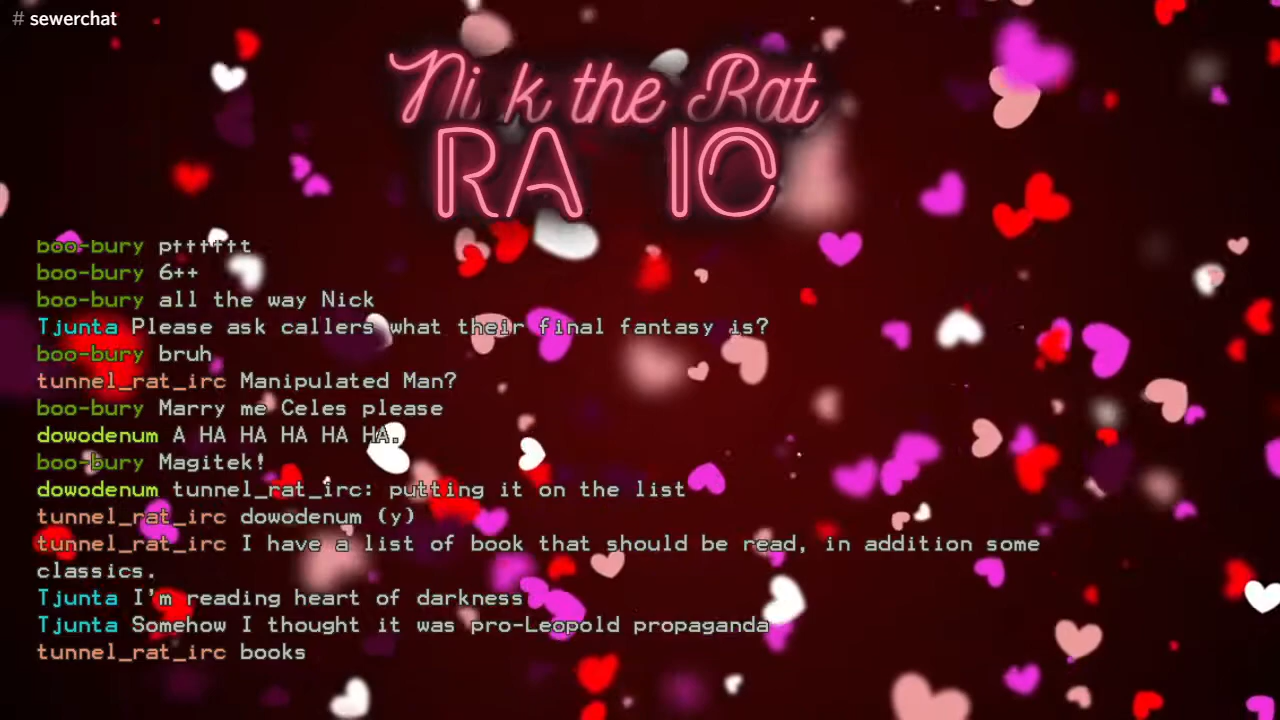 # sewerchat
Ni k the Rat
RA IO
boo-bury pttttt
boo-bury 6++
boo-bury all the way Nick
Tjunta Please ask callers what their final fantasy is?
boo-bury bruh
tunnel_rat_irc Manipulated Man?
boo-bury Marry me Celes please
dowodenum A HA HA HA HA HA.
boo-bury Magitek!
dowodenum tunnel_rat_irc: putting it on the list
tunnel_rat_irc dowodenum (y)
tunnel_rat_irc I have a list of book that should be read, in addition some
classics.
Tjunta I'm reading heart of darkness
Tjunta Somehow I thought it was pro-Leopold propaganda
tunnel_rat_irc books